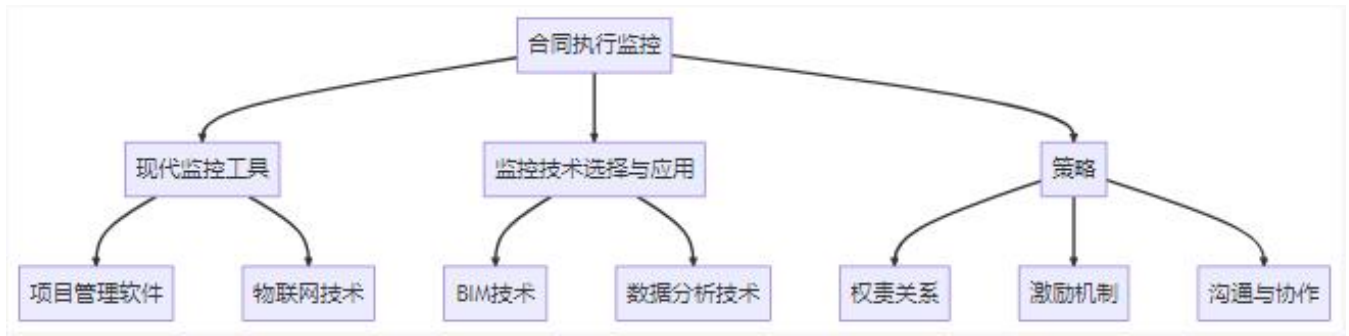 合同执行监控
现代监控工具
监控技术选择与应用
策略
项目管理软件
物联网技术
BIM技术
数据分析技术
权责关系
激励机制
沟通与协作